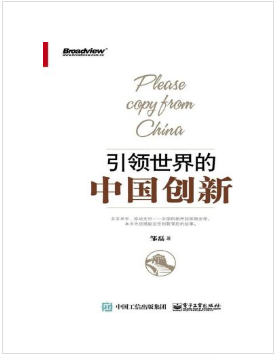 Broadview
Please
copy from
China
引领世界的
中国创新
邹磊 著
中国工信出版集团
电子工业出版社